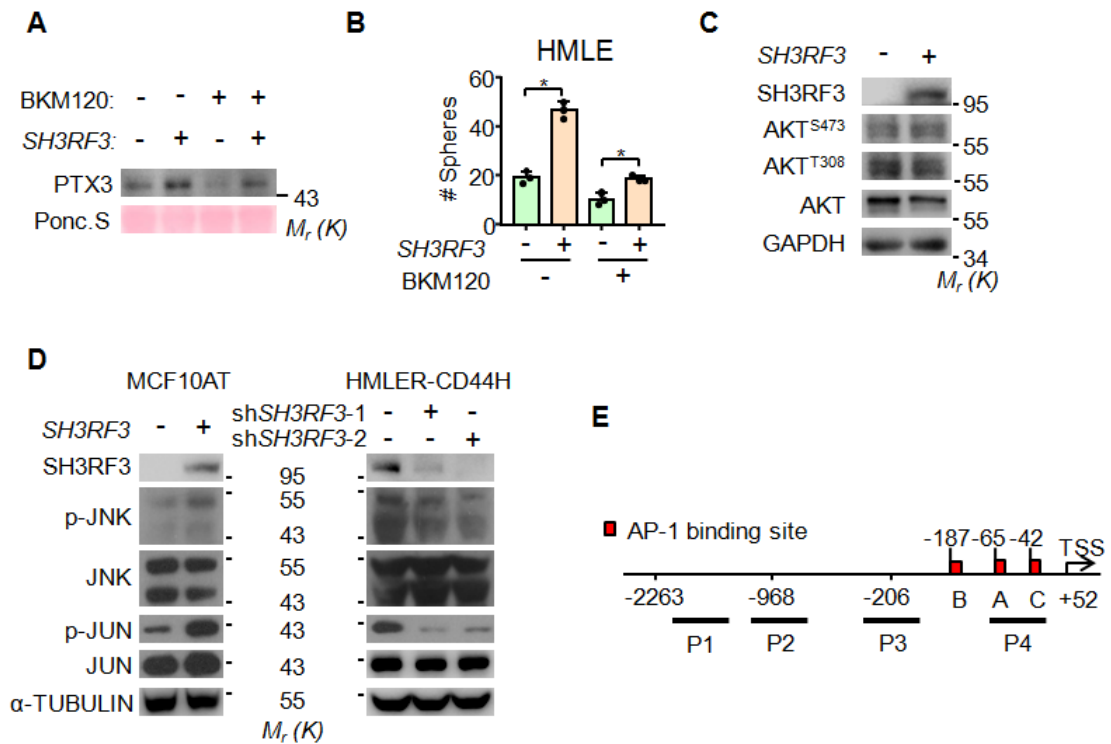 A
BKM120: - - + +
SH3RF3: - + - +
PTX3
43
Ponc.S
Mr (K)
B
HMLE
60
40
20
0
# Spheres
* *
SH3RF3 - + - +
BKM120 - +
C
SH3RF3 - +
SH3RF3
95
AKTS473
55
AKTT308
55
AKT
55
GAPDH
34
Mr (K)
D
MCF10AT HMLER-CD44H
SH3RF3 - +
shSH3RF3-1 - + -
shSH3RF3-2 - - +
SH3RF3
95
p-JNK
55
43
JNK
55
43
p-JUN 43
JUN 43
α-TUBULIN 55
Mr (K)
E
AP-1 binding site
-187 -65 -42 TSS
-2263 -968 -206 B A C +52
P1 P2 P3 P4